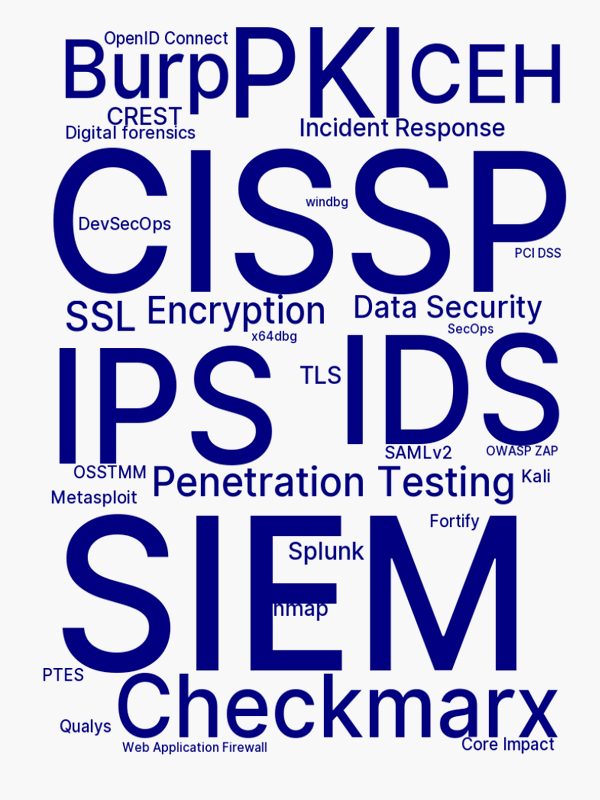 OpenID Connect
Burp
PKI
CEH
CREST
Digital forensics
Incident Response
CISSP
windbg
DevSecOps
PCI DSS
SSL
Encryption
Data Security
x64dbg
SecOps
IPS
TLS
IDS
SAMLv2
OWASP ZAP
OSSTMM
Penetration Testing
Kali
Metasploit
SIEM
Fortify
Splunk
nmap
PTES
Checkmarx
Qualys
Web Application Firewall
Core Impact